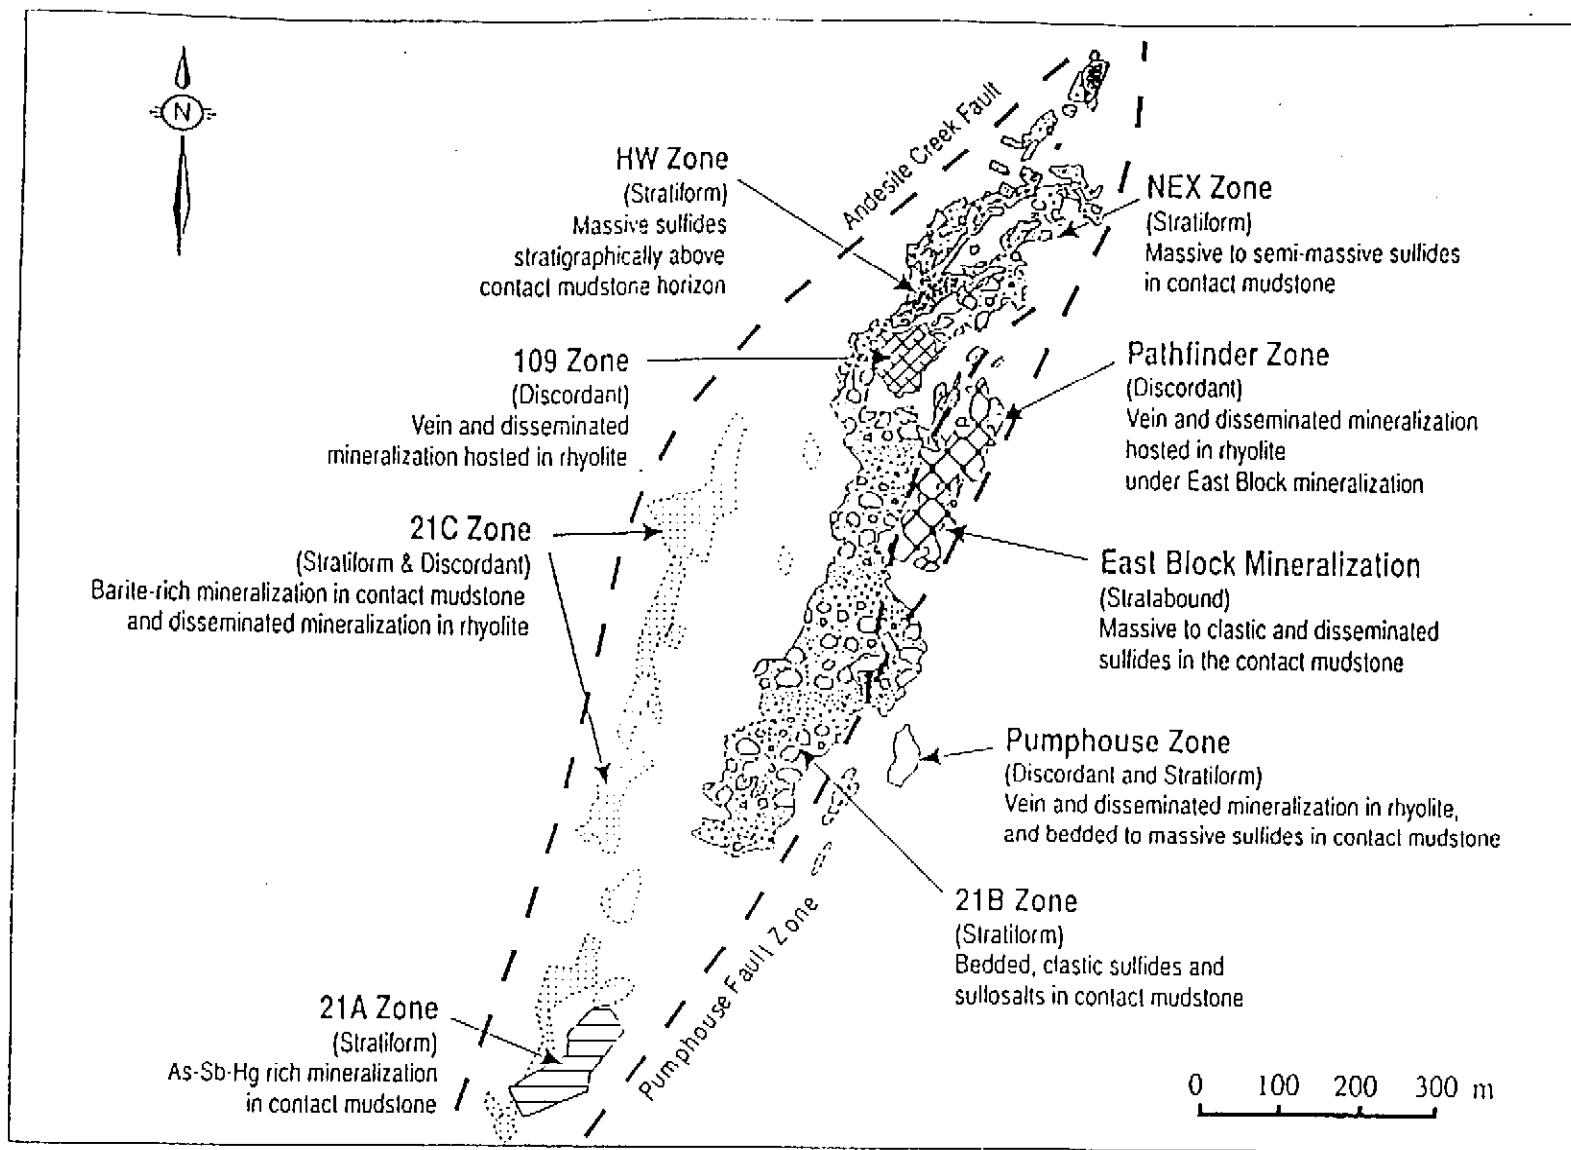 N
HW Zone
(Stratiform)
Massive sulfides
stratigraphically above
contact mudstone horizon
Andesite Creek Fault
NEX Zone
(Stratiform)
Massive to semi-massive sulfides
in contact mudstone
109 Zone
(Discordant)
Vein and disseminated
mineralization hosted in rhyolite
Pathfinder Zone
(Discordant)
Vein and disseminated mineralization
hosted in rhyolite
under East Block mineralization
21C Zone
(Stratiform & Discordant)
Barite-rich mineralization in contact mudstone
and disseminated mineralization in rhyolite
East Block Mineralization
(Stratabound)
Massive to clastic and disseminated
sulfides in the contact mudstone
Pumphouse Zone
(Discordant and Stratiform)
Vein and disseminated mineralization in rhyolite,
and bedded to massive sulfides in contact mudstone
21B Zone
(Stratiform)
Bedded, clastic sulfides and
sulfosalts in contact mudstone
Pumphouse Fault Zone
21A Zone
(Stratiform)
As-Sb-Hg rich mineralization
in contact mudstone
0 100 200 300 m